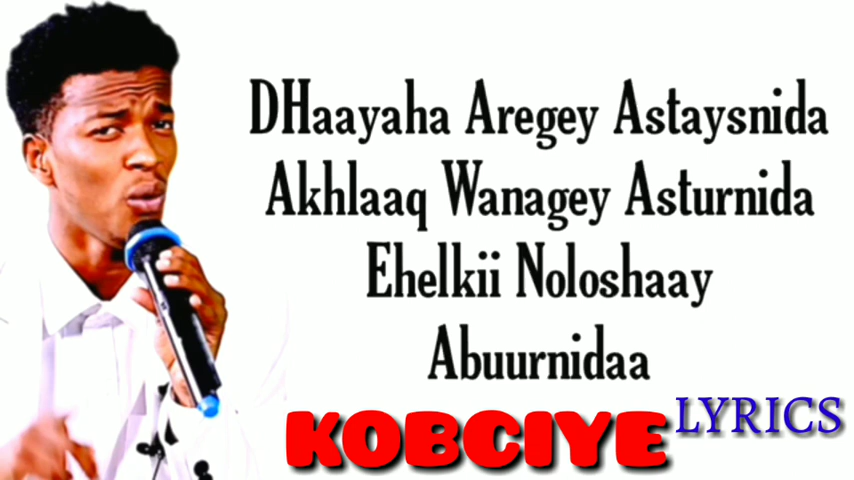 DHaayaha Aregey Astaysnida
Akhlaaq Wanagey Asturnida
Ehelkii Noloshaay
Abuurnidaa
KOBCIYE LYRICS